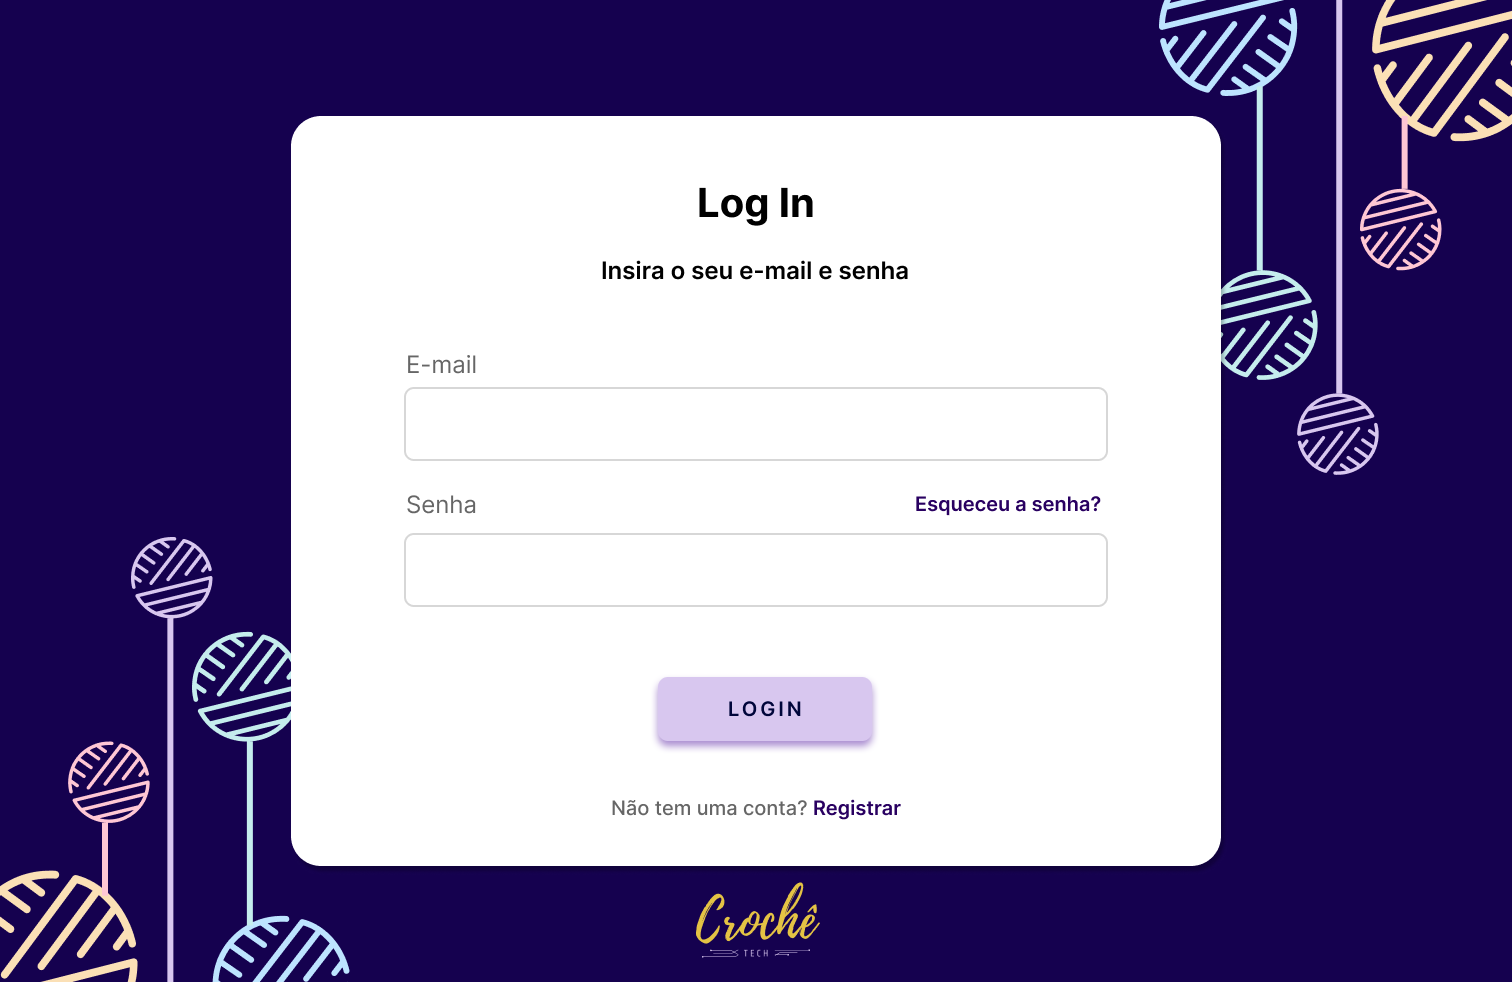 Log In
Insira o seu e-mail e senha
E-mail
Senha
Esqueceu a senha?
LOGIN
Não tem uma conta? Registrar
Crochê
TECH